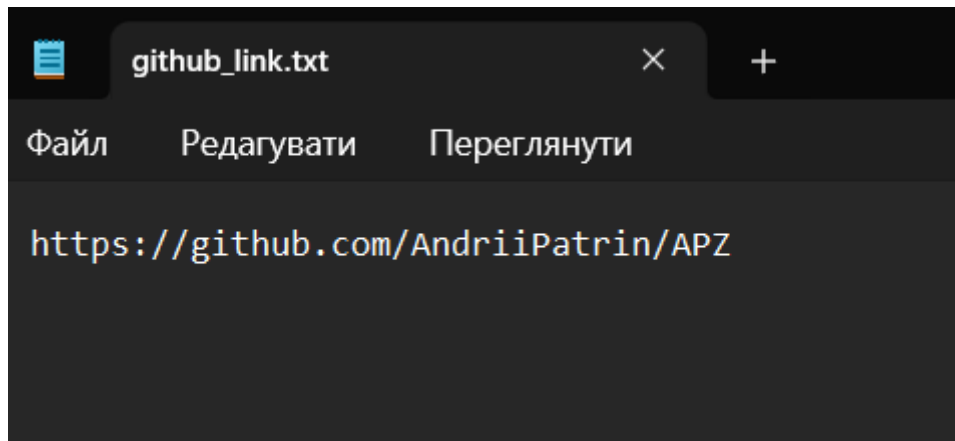 github_link.txt
Файл Редагувати Переглянути
https://github.com/AndriiPatrin/APZ